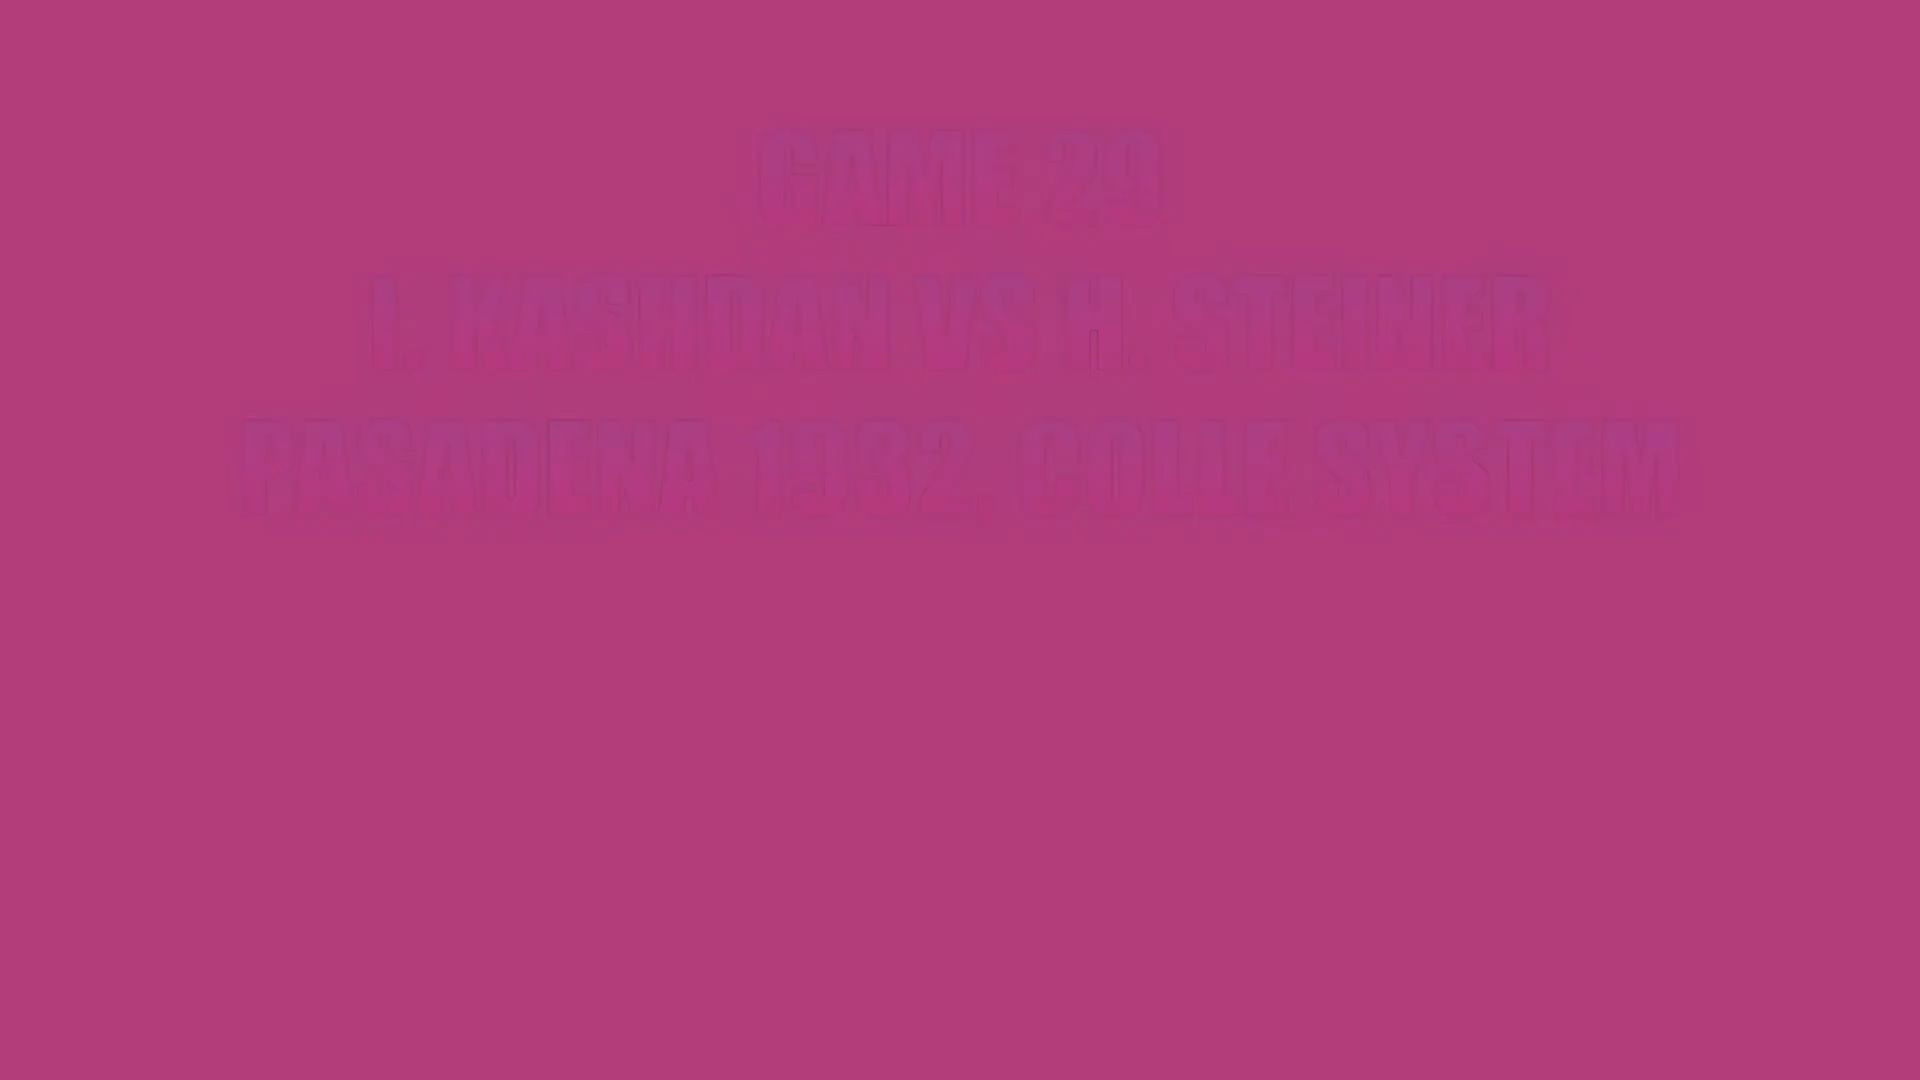 GAME 29
I. KASHDAN VS H. STEINER
PASADENA 1932, COLLE SYSTEM